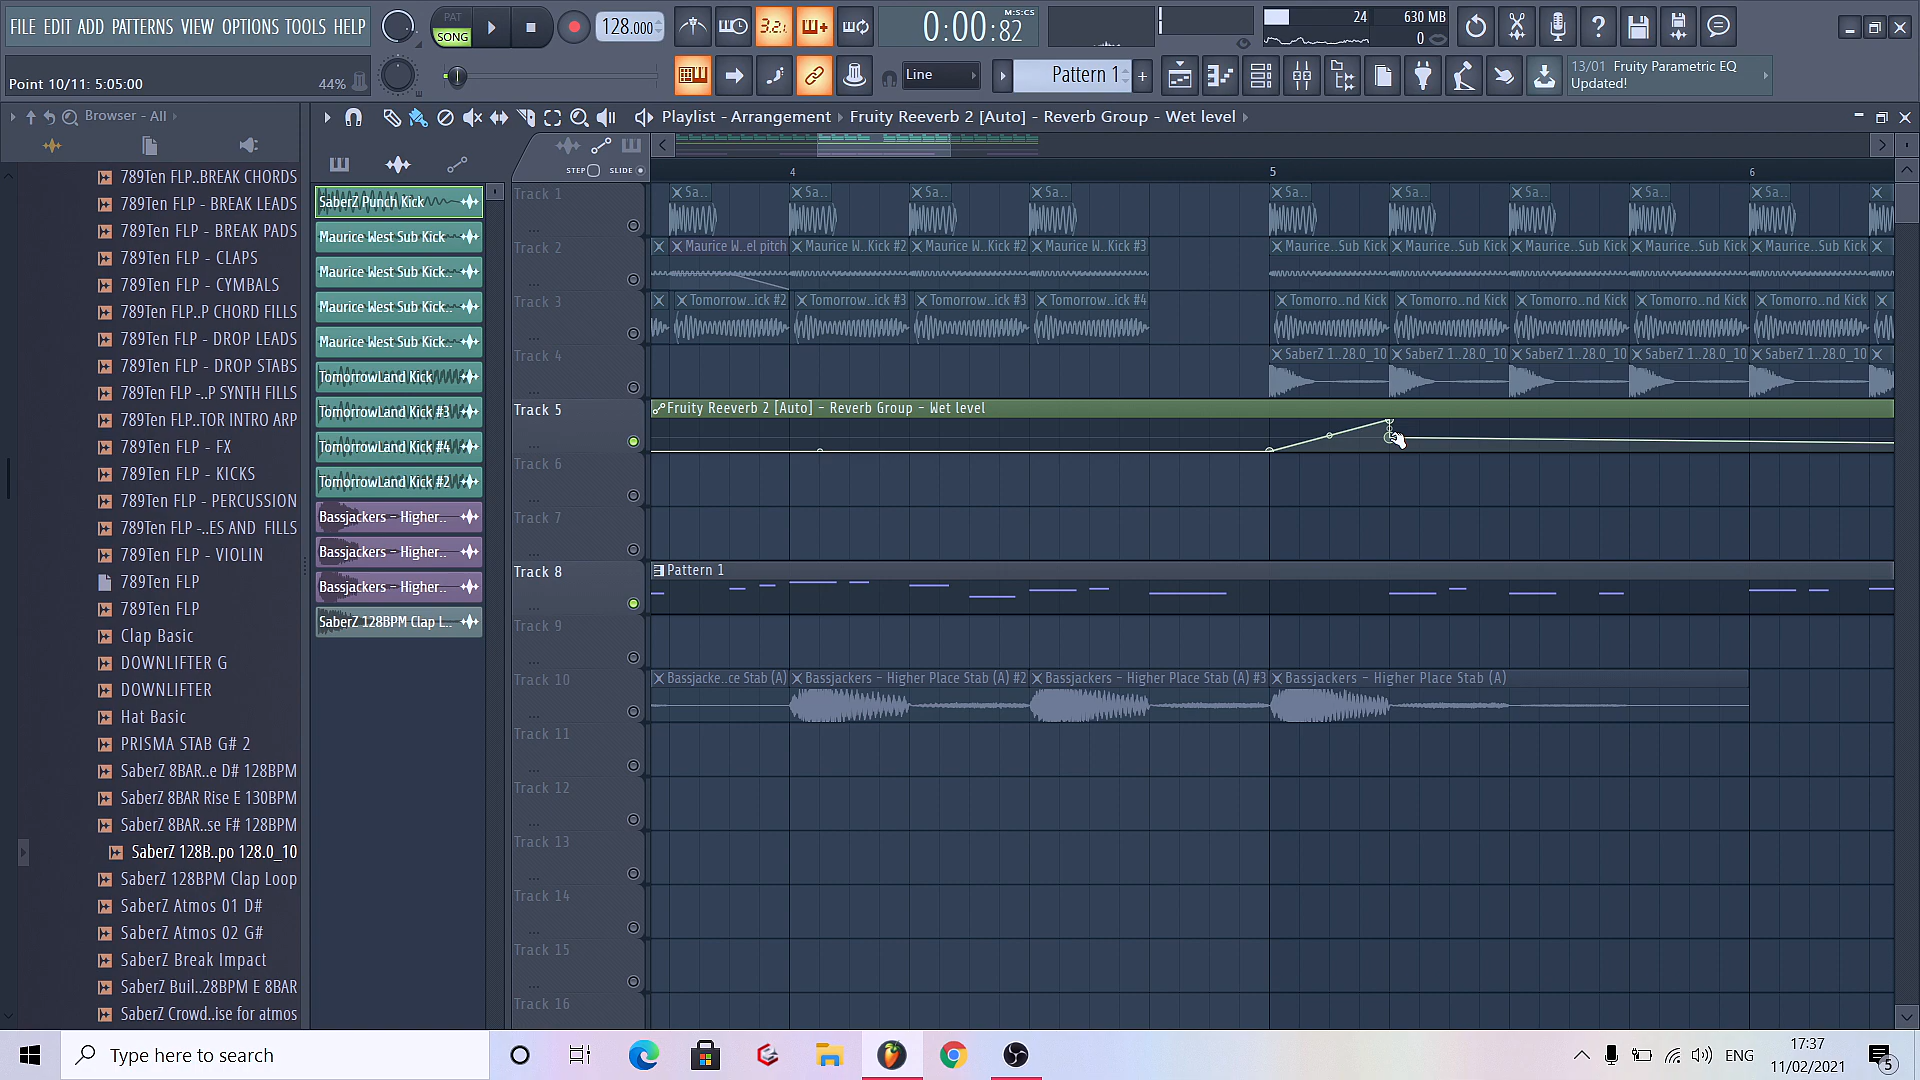 FILE EDIT ADD PATTERNS VIEW OPTIONS TOOLS HELP
PAT
SONG
128.000
3.2.
0:00:82
M:S:CS
24
630 MB
0
Point 10/11: 5:05:00
44%
Line
Pattern 1
+
13/01 Fruity Parametric EQ
Updated!
Browser - All
Playlist - Arrangement › Fruity Reeverb 2 [Auto] - Reverb Group - Wet level
STEP
SLIDE
4
5
6
789Ten FLP..BREAK CHORDS
789Ten FLP - BREAK LEADS
789Ten FLP - BREAK PADS
789Ten FLP - CLAPS
789Ten FLP - CYMBALS
789Ten FLP..P CHORD FILLS
789Ten FLP - DROP LEADS
789Ten FLP - DROP STABS
789Ten FLP -..P SYNTH FILLS
789Ten FLP..TOR INTRO ARP
789Ten FLP - FX
789Ten FLP - KICKS
789Ten FLP - PERCUSSION
789Ten FLP -..ES AND FILLS
789Ten FLP - VIOLIN
789Ten FLP
789Ten FLP
Clap Basic
DOWNLIFTER G
DOWNLIFTER
Hat Basic
PRISMA STAB G# 2
SaberZ 8BAR..e D# 128BPM
SaberZ 8BAR Rise E 130BPM
SaberZ 8BAR..se F# 128BPM
SaberZ 128B..po 128.0_10
SaberZ 128BPM Clap Loop
SaberZ Atmos 01 D#
SaberZ Atmos 02 G#
SaberZ Break Impact
SaberZ Buil..28BPM E 8BAR
SaberZ Crowd..ise for atmos
SaberZ Punch Kick
Maurice West Sub Kick
Maurice West Sub Kick..
Maurice West Sub Kick..
Maurice West Sub Kick..
TomorrowLand Kick
TomorrowLand Kick #3
TomorrowLand Kick #4
TomorrowLand Kick #2
Bassjackers – Higher..
Bassjackers – Higher..
Bassjackers – Higher..
SaberZ 128BPM Clap L..
Track 1
Sa.. Sa.. Sa.. Sa.. Sa.. Sa.. Sa.. Sa.. Sa..
Track 2
Maurice W..el pitch Maurice W..Kick #2 Maurice W..Kick #2 Maurice W..Kick #3 Maurice..Sub Kick Maurice..Sub Kick Maurice..Sub Kick Maurice..Sub Kick Maurice..Sub Kick
Track 3
Tomorrow..ick #2 Tomorrow..ick #3 Tomorrow..ick #3 Tomorrow..ick #4 Tomorro..nd Kick Tomorro..nd Kick Tomorro..nd Kick Tomorro..nd Kick Tomorro..nd Kick
Track 4
SaberZ 1..28.0_10 SaberZ 1..28.0_10 SaberZ 1..28.0_10 SaberZ 1..28.0_10 SaberZ 1..28.0_10
Track 5
Fruity Reeverb 2 [Auto] – Reverb Group – Wet level
Track 6
Track 7
Track 8
Pattern 1
Track 9
Track 10
Bassjacke..ce Stab (A) Bassjackers – Higher Place Stab (A) #2 Bassjackers – Higher Place Stab (A) #3 Bassjackers – Higher Place Stab (A)
Track 11
Track 12
Track 13
Track 14
Track 15
Track 16
Type here to search
ENG
17:37
11/02/2021
5